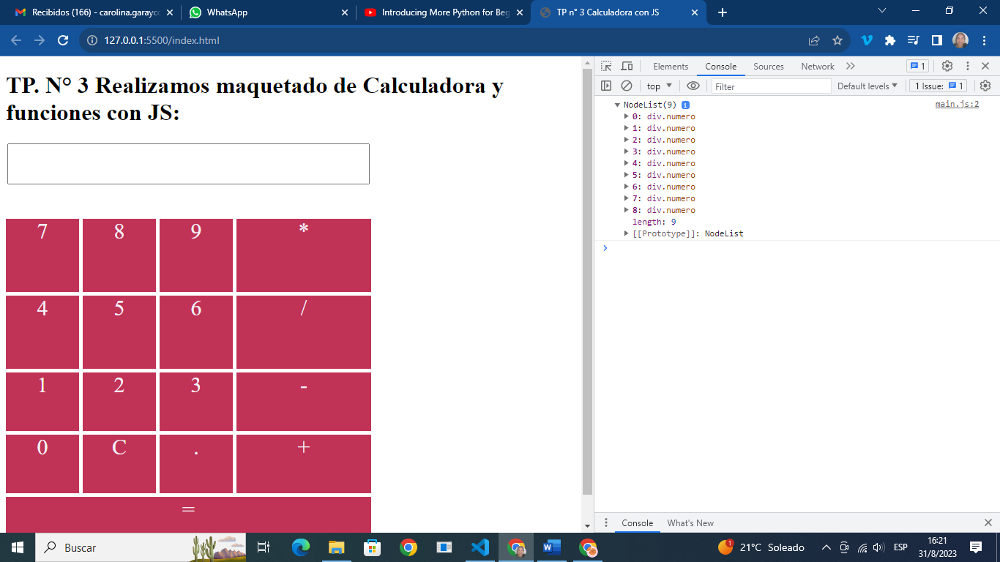 Recibidos (166) - carolina.garayco
WhatsApp
Introducing More Python for Beg
TP n° 3 Calculadora con JS
127.0.0.1:5500/index.html
TP. N° 3 Realizamos maquetado de Calculadora y
funciones con JS:
7 8 9 *
4 5 6 /
1 2 3 -
0 C . +
=
Elements Console Sources Network 1
top Filter Default levels 1 Issue: 1
NodeList(9) main.js:2
0: div.numero
1: div.numero
2: div.numero
3: div.numero
4: div.numero
5: div.numero
6: div.numero
7: div.numero
8: div.numero
length: 9
[[Prototype]]: NodeList
Console What's New
Buscar
1
21°C Soleado
ESP
16:21
31/8/2023